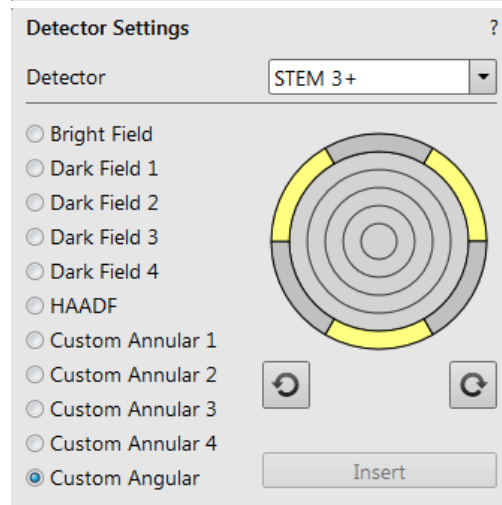 Detector Settings ?
Detector STEM 3+
Bright Field
Dark Field 1
Dark Field 2
Dark Field 3
Dark Field 4
HAADF
Custom Annular 1
Custom Annular 2
Custom Annular 3
Custom Annular 4
Custom Angular
Insert